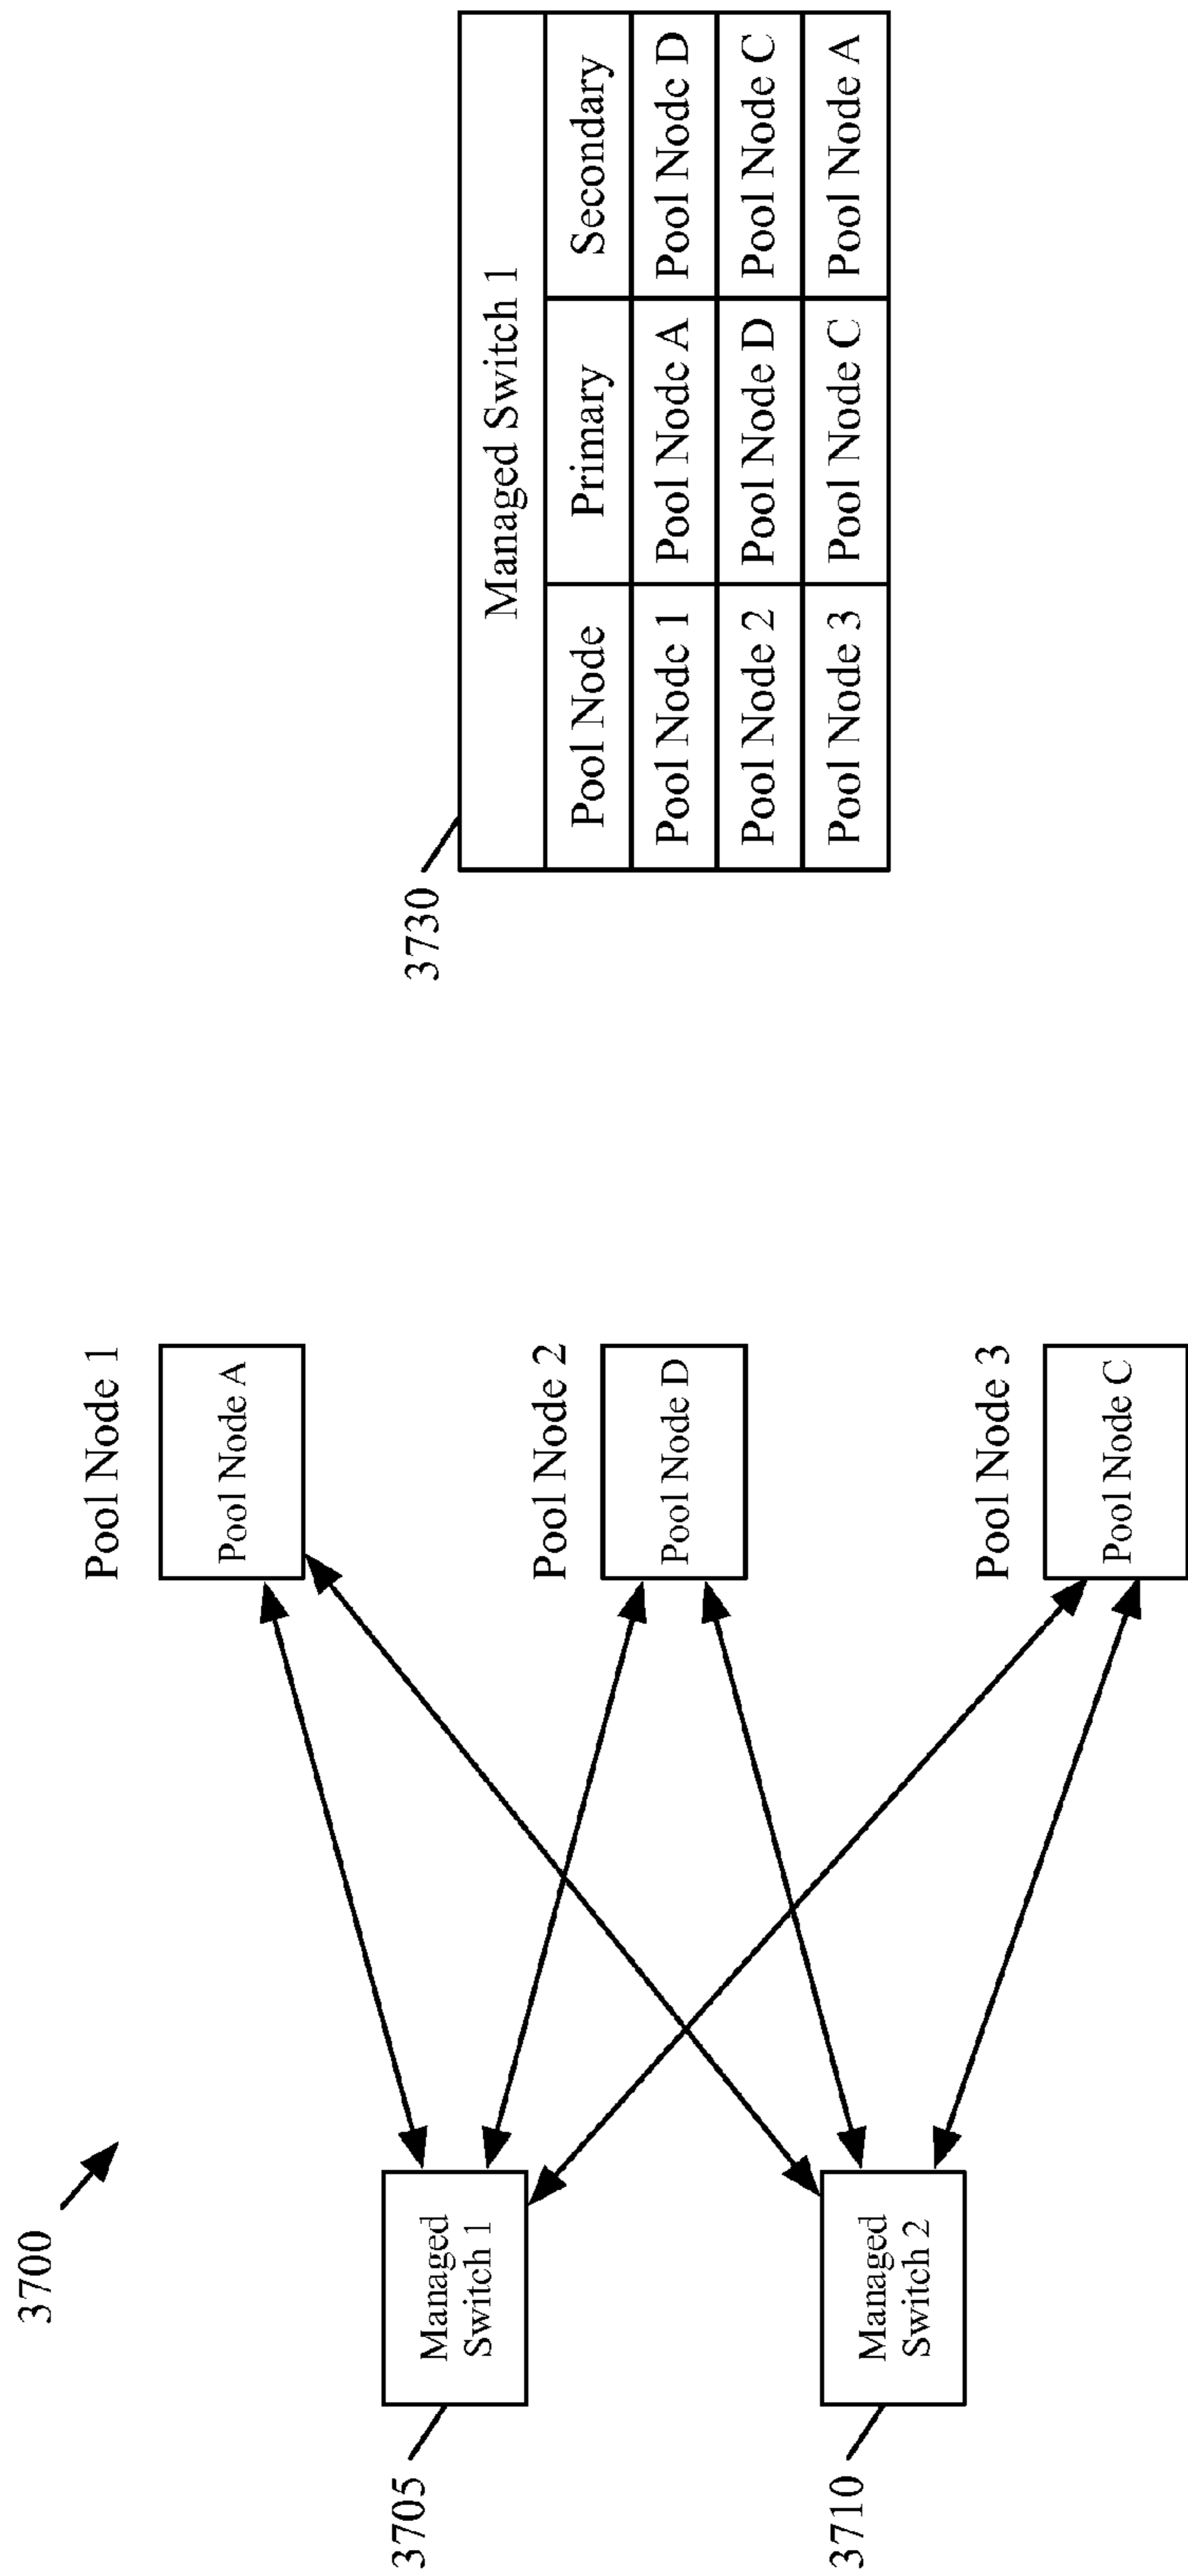 3700
Pool Node 1
Pool Node A
3705
Managed
Switch 1
Pool Node 2
Pool Node D
3710
Managed
Switch 2
Pool Node 3
Pool Node C
3730
Managed Switch 1
Pool Node Primary Secondary
Pool Node 1 Pool Node A Pool Node D
Pool Node 2 Pool Node D Pool Node C
Pool Node 3 Pool Node C Pool Node A